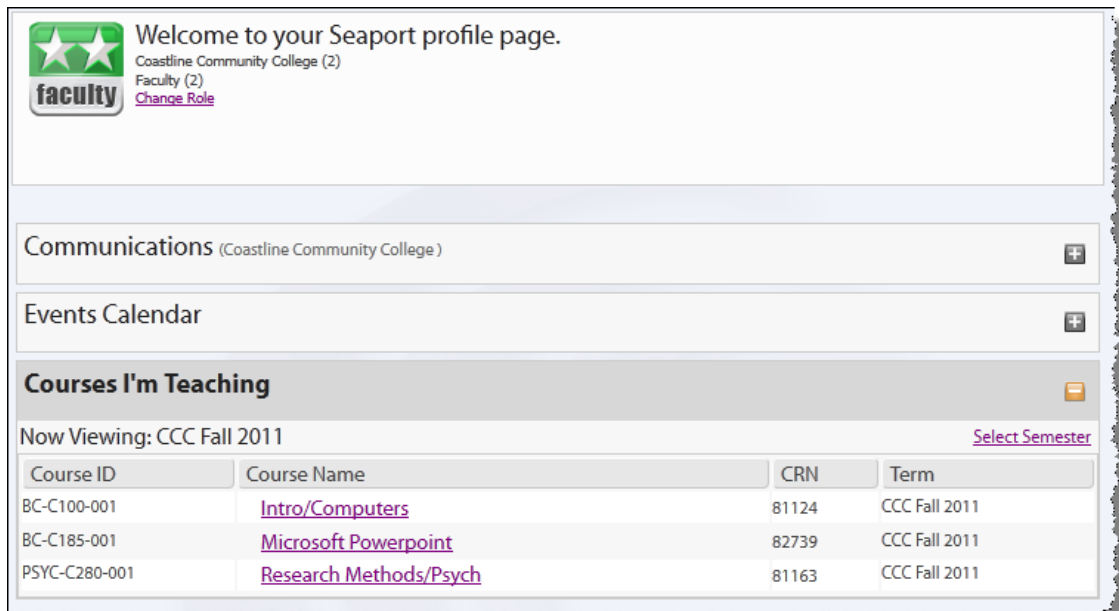 Welcome to your Seaport profile page.
Coastline Community College (2)
Faculty (2)
faculty
Change Role
Communications (Coastline Community College )
Events Calendar
Courses I'm Teaching
Now Viewing: CCC Fall 2011 Select Semester
Course ID Course Name CRN Term
BC-C100-001 Intro/Computers 81124 CCC Fall 2011
BC-C185-001 Microsoft Powerpoint 82739 CCC Fall 2011
PSYC-C280-001 Research Methods/Psych 81163 CCC Fall 2011